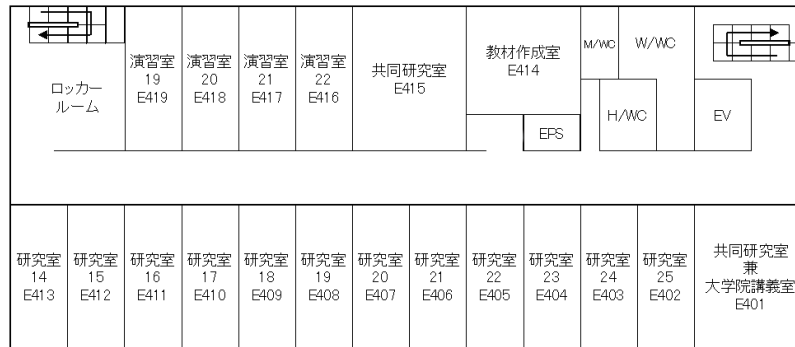 ロッカー
ルーム
演習室
19
E419
演習室
20
E418
演習室
21
E417
演習室
22
E416
共同研究室
E415
教材作成室
E414
EPS
M/WC
W/WC
H/WC
EV
研究室
14
E413
研究室
15
E412
研究室
16
E411
研究室
17
E410
研究室
18
E409
研究室
19
E408
研究室
20
E407
研究室
21
E406
研究室
22
E405
研究室
23
E404
研究室
24
E403
研究室
25
E402
共同研究室
兼
大学院講義室
E401